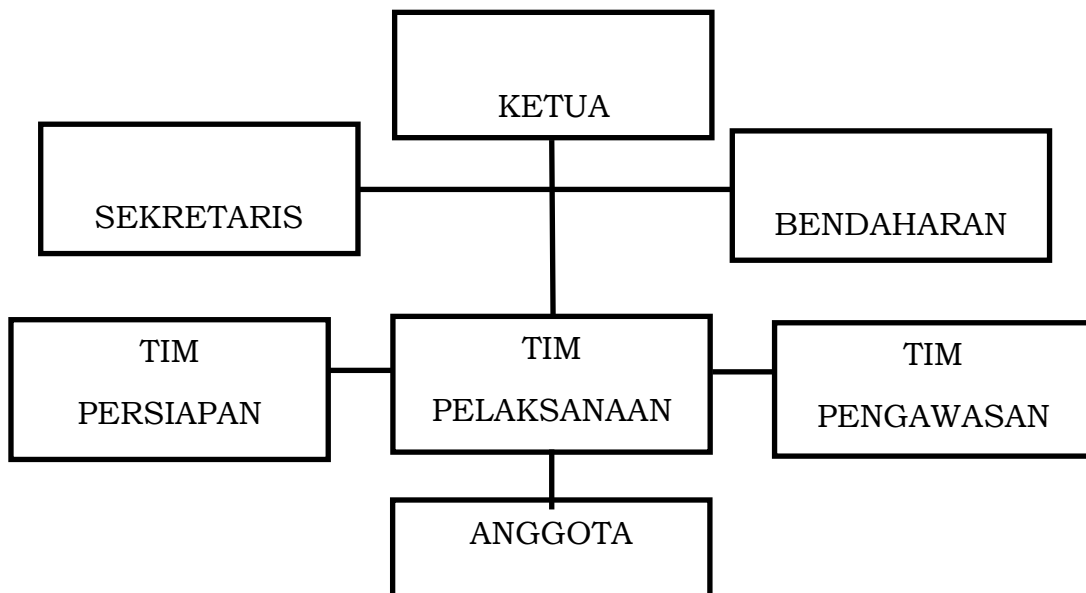 KETUA
SEKRETARIS
BENDAHARAN
TIM
PERSIAPAN
TIM
PELAKSANAAN
TIM
PENGAWASAN
ANGGOTA